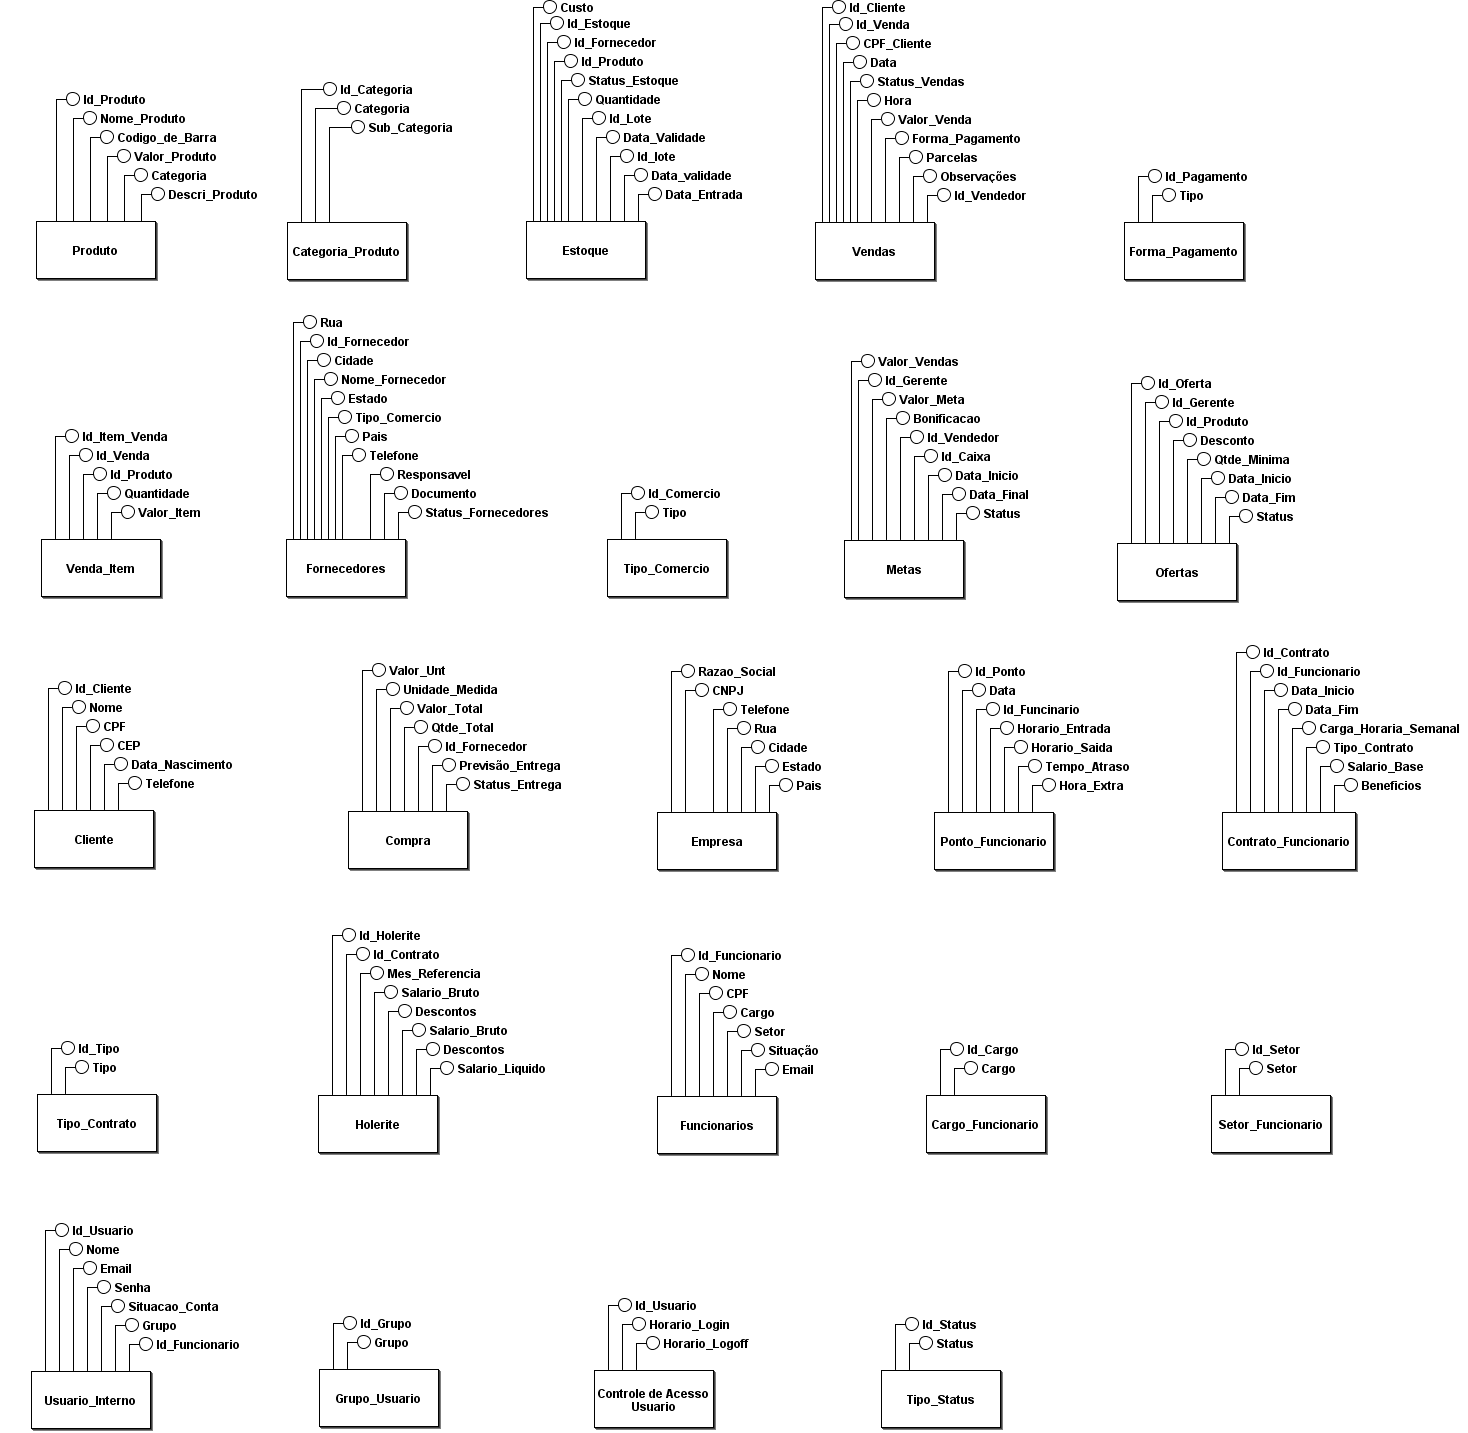 Id_Produto
Nome_Produto
Codigo_de_Barra
Valor_Produto
Categoria
Descri_Produto
Produto
Id_Categoria
Categoria
Sub_Categoria
Categoria_Produto
Custo
Id_Estoque
Id_Fornecedor
Id_Produto
Status_Estoque
Quantidade
Id_Lote
Data_Validade
Id_lote
Data_validade
Data_Entrada
Estoque
Id_Cliente
Id_Venda
CPF_Cliente
Data
Status_Vendas
Hora
Valor_Venda
Forma_Pagamento
Parcelas
Observações
Id_Vendedor
Vendas
Id_Pagamento
Tipo
Forma_Pagamento
Id_Item_Venda
Id_Venda
Id_Produto
Quantidade
Valor_Item
Venda_Item
Rua
Id_Fornecedor
Cidade
Nome_Fornecedor
Estado
Tipo_Comercio
Pais
Telefone
Responsavel
Documento
Status_Fornecedores
Fornecedores
Id_Comercio
Tipo
Tipo_Comercio
Valor_Vendas
Id_Gerente
Valor_Meta
Bonificacao
Id_Vendedor
Id_Caixa
Data_Inicio
Data_Final
Status
Metas
Id_Oferta
Id_Gerente
Id_Produto
Desconto
Qtde_Minima
Data_Inicio
Data_Fim
Status
Ofertas
Id_Cliente
Nome
CPF
CEP
Data_Nascimento
Telefone
Cliente
Valor_Unt
Unidade_Medida
Valor_Total
Qtde_Total
Id_Fornecedor
Previsão_Entrega
Status_Entrega
Compra
Razao_Social
CNPJ
Telefone
Rua
Cidade
Estado
Pais
Empresa
Id_Ponto
Data
Id_Funcinario
Horario_Entrada
Horario_Saida
Tempo_Atraso
Hora_Extra
Ponto_Funcionario
Id_Contrato
Id_Funcionario
Data_Inicio
Data_Fim
Carga_Horaria_Semanal
Tipo_Contrato
Salario_Base
Beneficios
Contrato_Funcionario
Id_Tipo
Tipo
Tipo_Contrato
Id_Holerite
Id_Contrato
Mes_Referencia
Salario_Bruto
Descontos
Salario_Bruto
Descontos
Salario_Liquido
Holerite
Id_Funcionario
Nome
CPF
Cargo
Setor
Situação
Email
Funcionarios
Id_Cargo
Cargo
Cargo_Funcionario
Id_Setor
Setor
Setor_Funcionario
Id_Usuario
Nome
Email
Senha
Situacao_Conta
Grupo
Id_Funcionario
Usuario_Interno
Id_Grupo
Grupo
Grupo_Usuario
Id_Usuario
Horario_Login
Horario_Logoff
Controle de Acesso
Usuario
Id_Status
Status
Tipo_Status